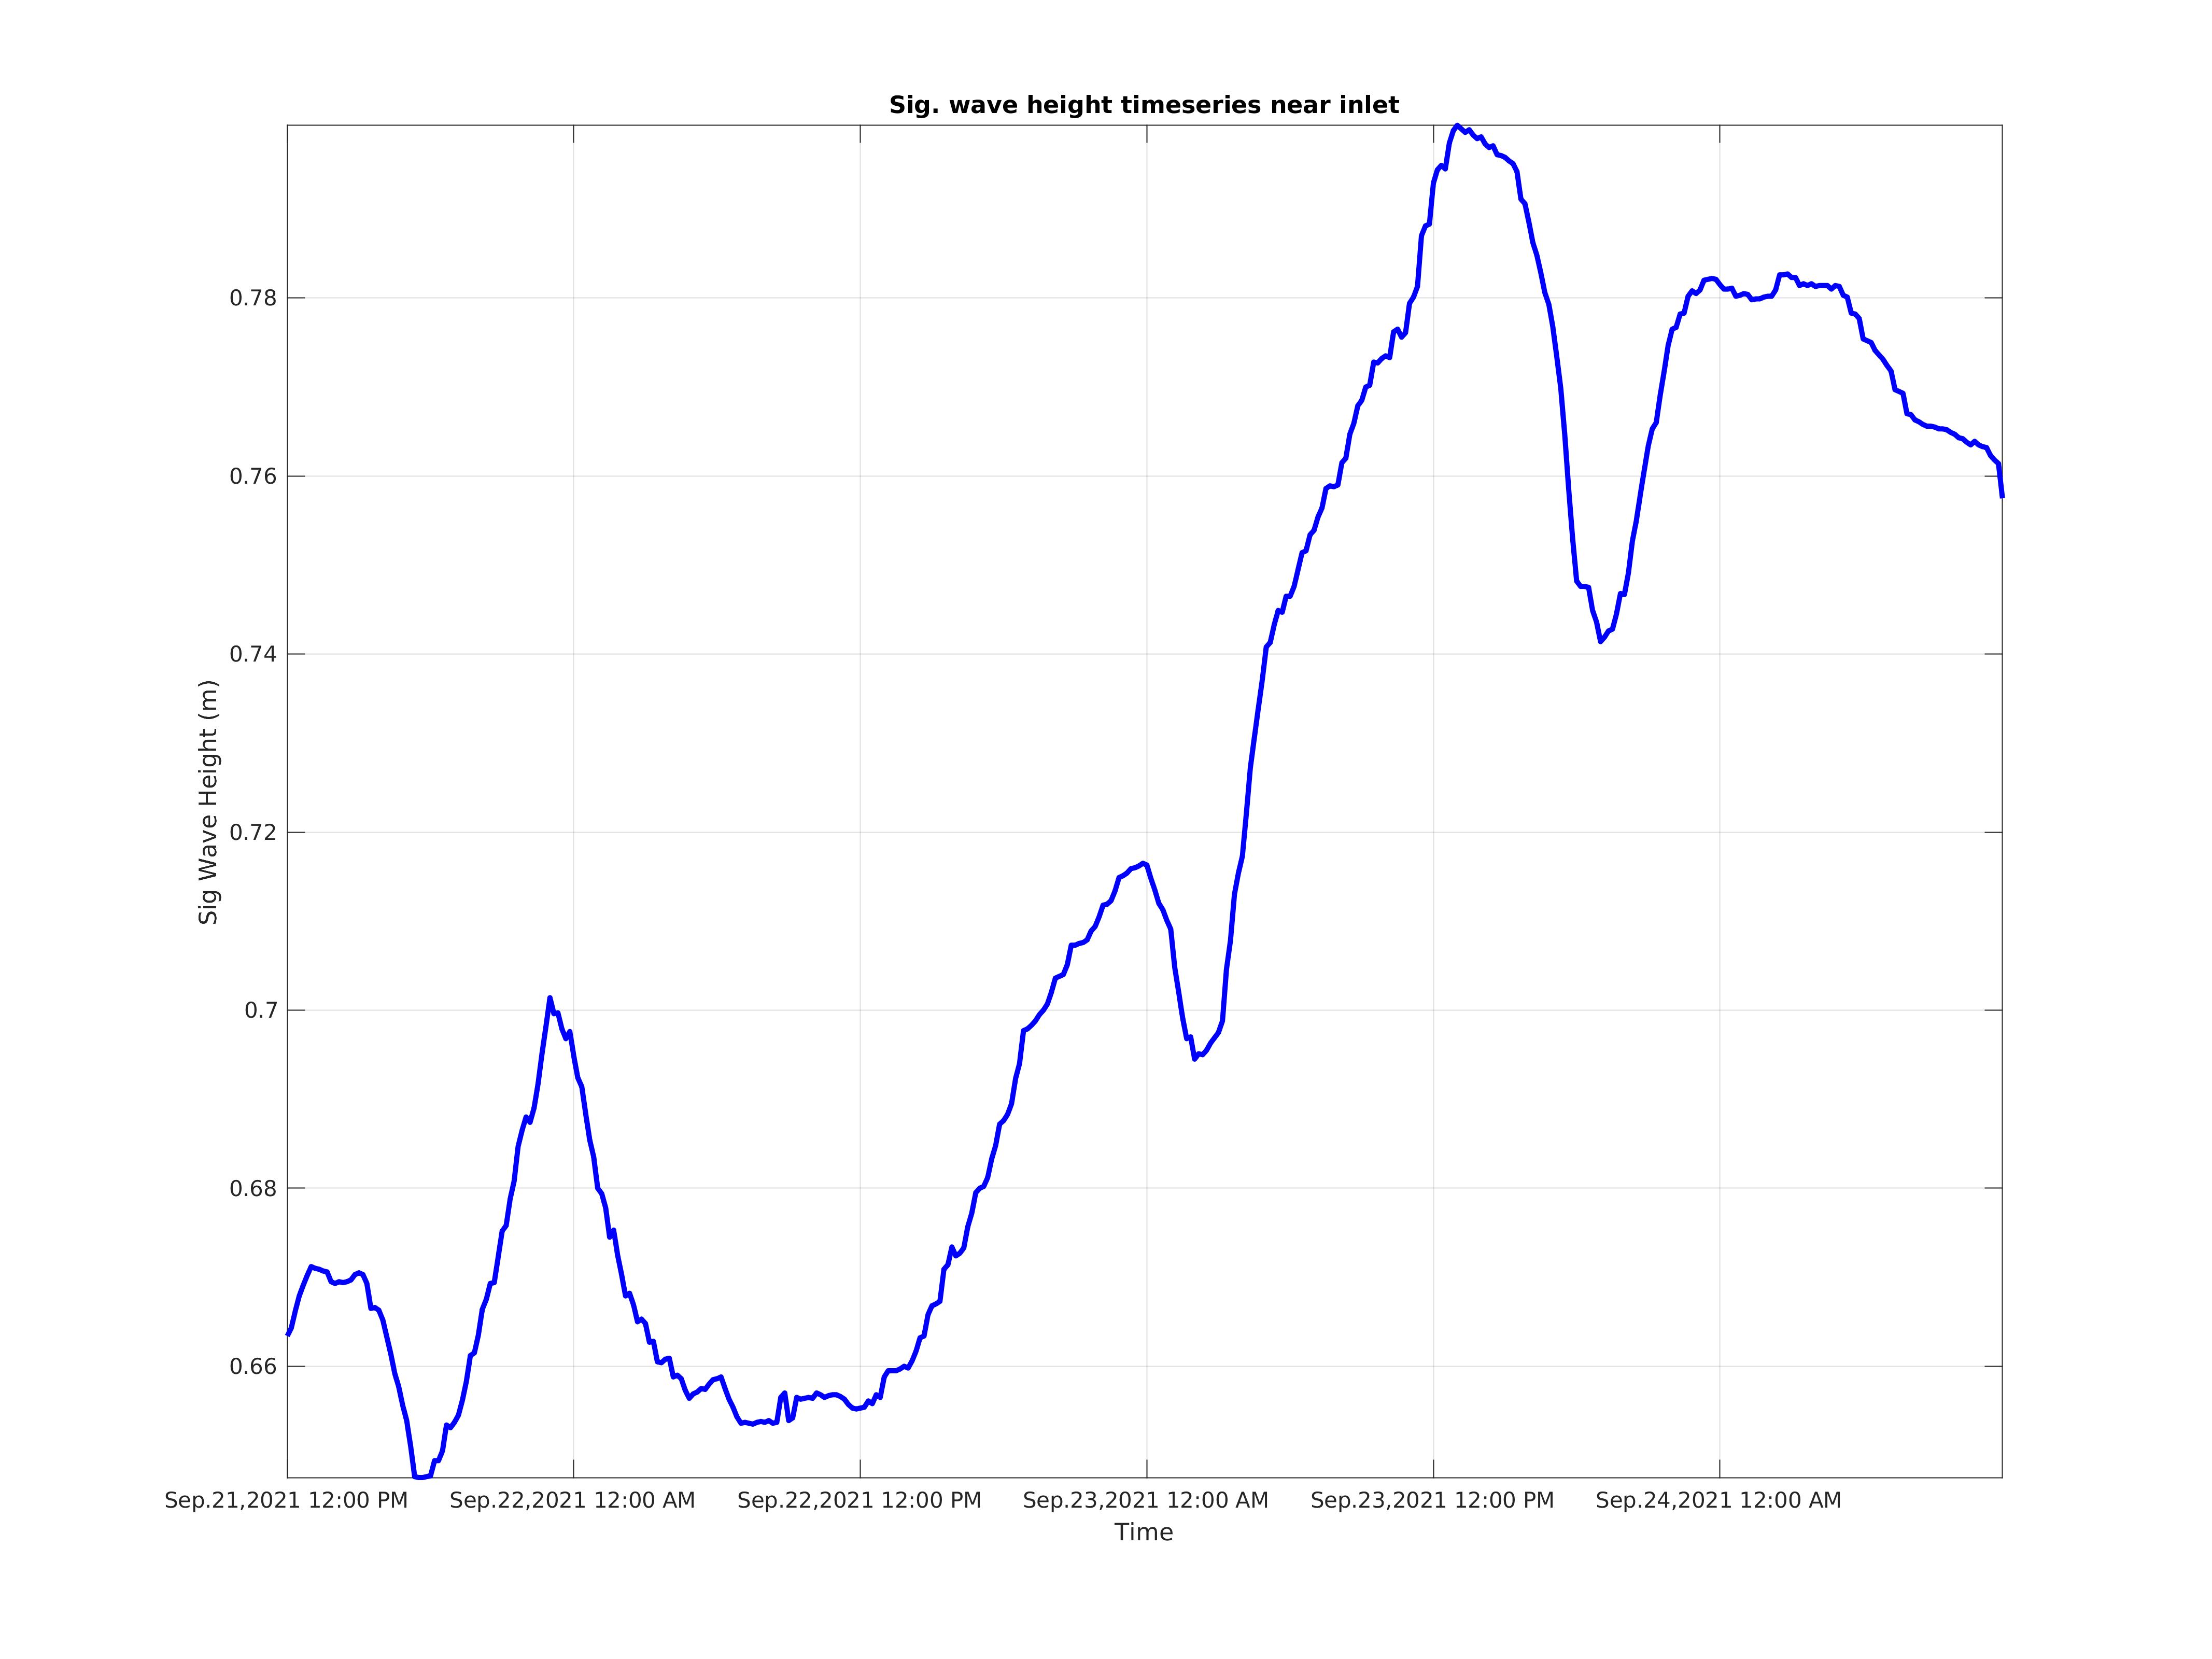 Sig. wave height timeseries near inlet
0.78
0.76
0.74
0.72
0.7
0.68
0.66
Sig Wave Height (m)
Sep.21,2021 12:00 PM
Sep.22,2021 12:00 AM
Sep.22,2021 12:00 PM
Sep.23,2021 12:00 AM
Sep.23,2021 12:00 PM
Sep.24,2021 12:00 AM
Time